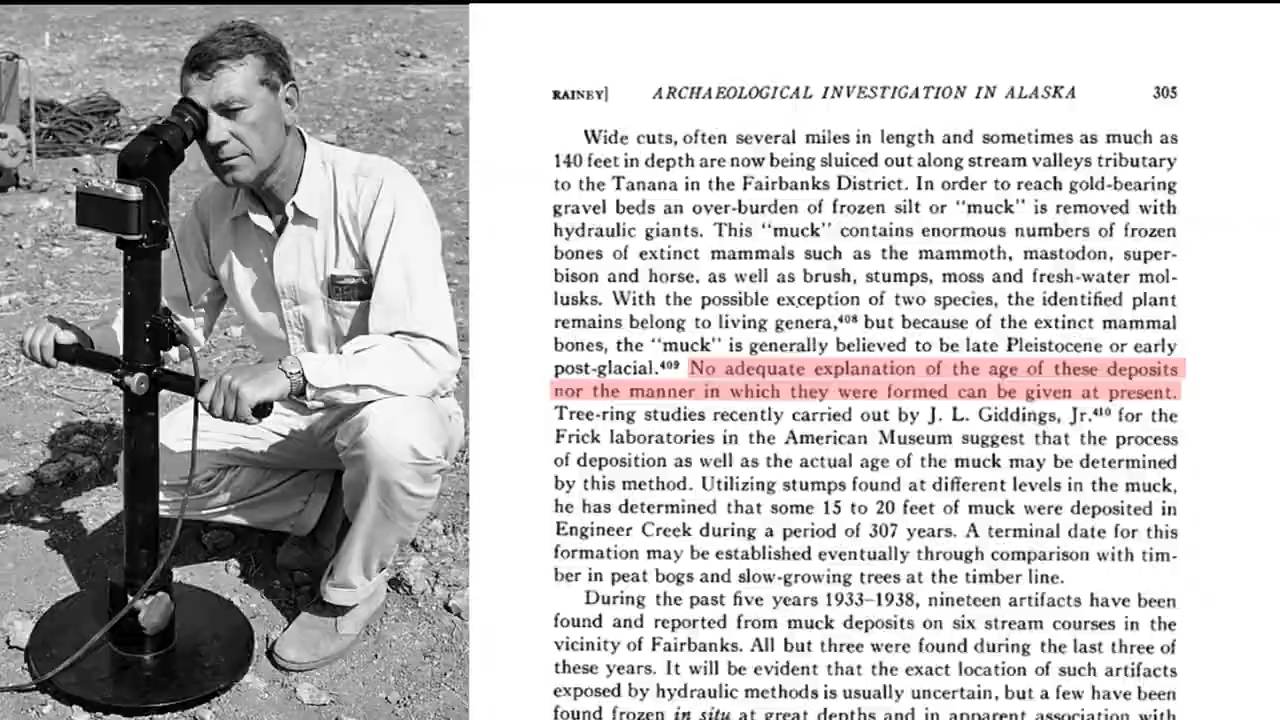 RAINEY] ARCHAEOLOGICAL INVESTIGATION IN ALASKA 305
Wide cuts, often several miles in length and sometimes as much as
140 feet in depth are now being sluiced out along stream valleys tributary
to the Tanana in the Fairbanks District. In order to reach gold-bearing
gravel beds an over-burden of frozen silt or “muck” is removed with
hydraulic giants. This “muck” contains enormous numbers of frozen
bones of extinct mammals such as the mammoth, mastodon, super-
bison and horse, as well as brush, stumps, moss and fresh-water mol-
lusks. With the possible exception of two species, the identified plant
remains belong to living genera,⁴⁰⁸ but because of the extinct mammal
bones, the “muck” is generally believed to be late Pleistocene or early
post-glacial.⁴⁰⁹ No adequate explanation of the age of these deposits
nor the manner in which they were formed can be given at present.
Tree-ring studies recently carried out by J. L. Giddings, Jr.⁴¹⁰ for the
Frick laboratories in the American Museum suggest that the process
of deposition as well as the actual age of the muck may be determined
by this method. Utilizing stumps found at different levels in the muck,
he has determined that some 15 to 20 feet of muck were deposited in
Engineer Creek during a period of 307 years. A terminal date for this
formation may be established eventually through comparison with tim-
ber in peat bogs and slow-growing trees at the timber line.
During the past five years 1933–1938, nineteen artifacts have been
found and reported from muck deposits on six stream courses in the
vicinity of Fairbanks. All but three were found during the last three of
these years. It will be evident that the exact location of such artifacts
exposed by hydraulic methods is usually uncertain, but a few have been
found frozen in situ at great depths and in apparent association with